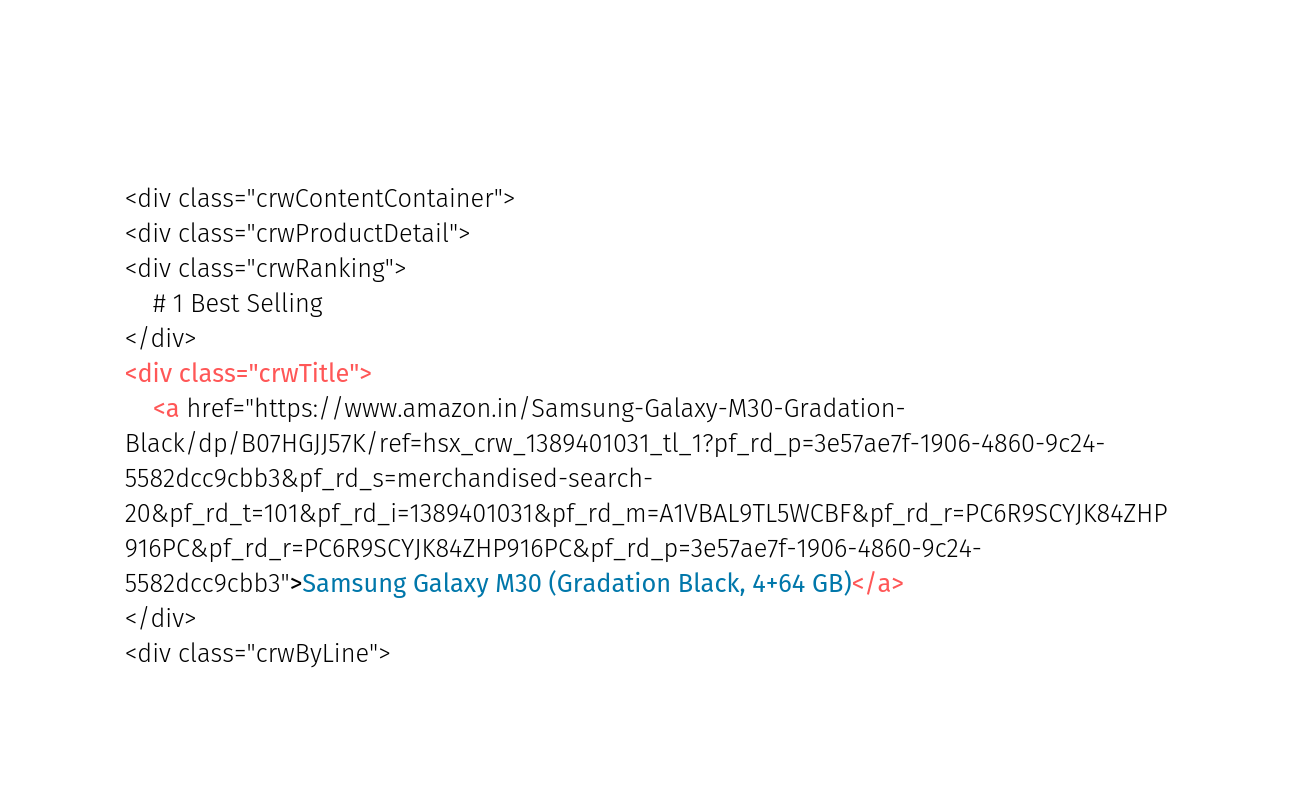 <div class="crwContentContainer">
<div class="crwProductDetail">
<div class="crwRanking">
    # 1 Best Selling
</div>
<div class="crwTitle">
    <a href="https://www.amazon.in/Samsung-Galaxy-M30-Gradation-
Black/dp/B07HGJJ57K/ref=hsx_crw_1389401031_tl_1?pf_rd_p=3e57ae7f-1906-4860-9c24-
5582dcc9cbb3&pf_rd_s=merchandised-search-
20&pf_rd_t=101&pf_rd_i=1389401031&pf_rd_m=A1VBAL9TL5WCBF&pf_rd_r=PC6R9SCYJK84ZHP
916PC&pf_rd_r=PC6R9SCYJK84ZHP916PC&pf_rd_p=3e57ae7f-1906-4860-9c24-
5582dcc9cbb3">Samsung Galaxy M30 (Gradation Black, 4+64 GB)</a>
</div>
<div class="crwByLine">